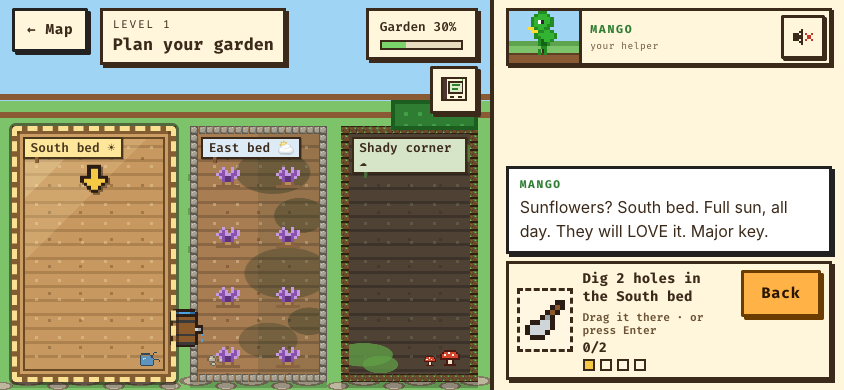 ← Map
LEVEL 1
Plan your garden
Garden 30%
South bed ☀
East bed ⛅
Shady corner
☁
MANGO
your helper
MANGO
Sunflowers? South bed. Full sun, all
day. They will LOVE it. Major key.
Dig 2 holes in
the South bed
Drag it there · or
press Enter
0/2
Back